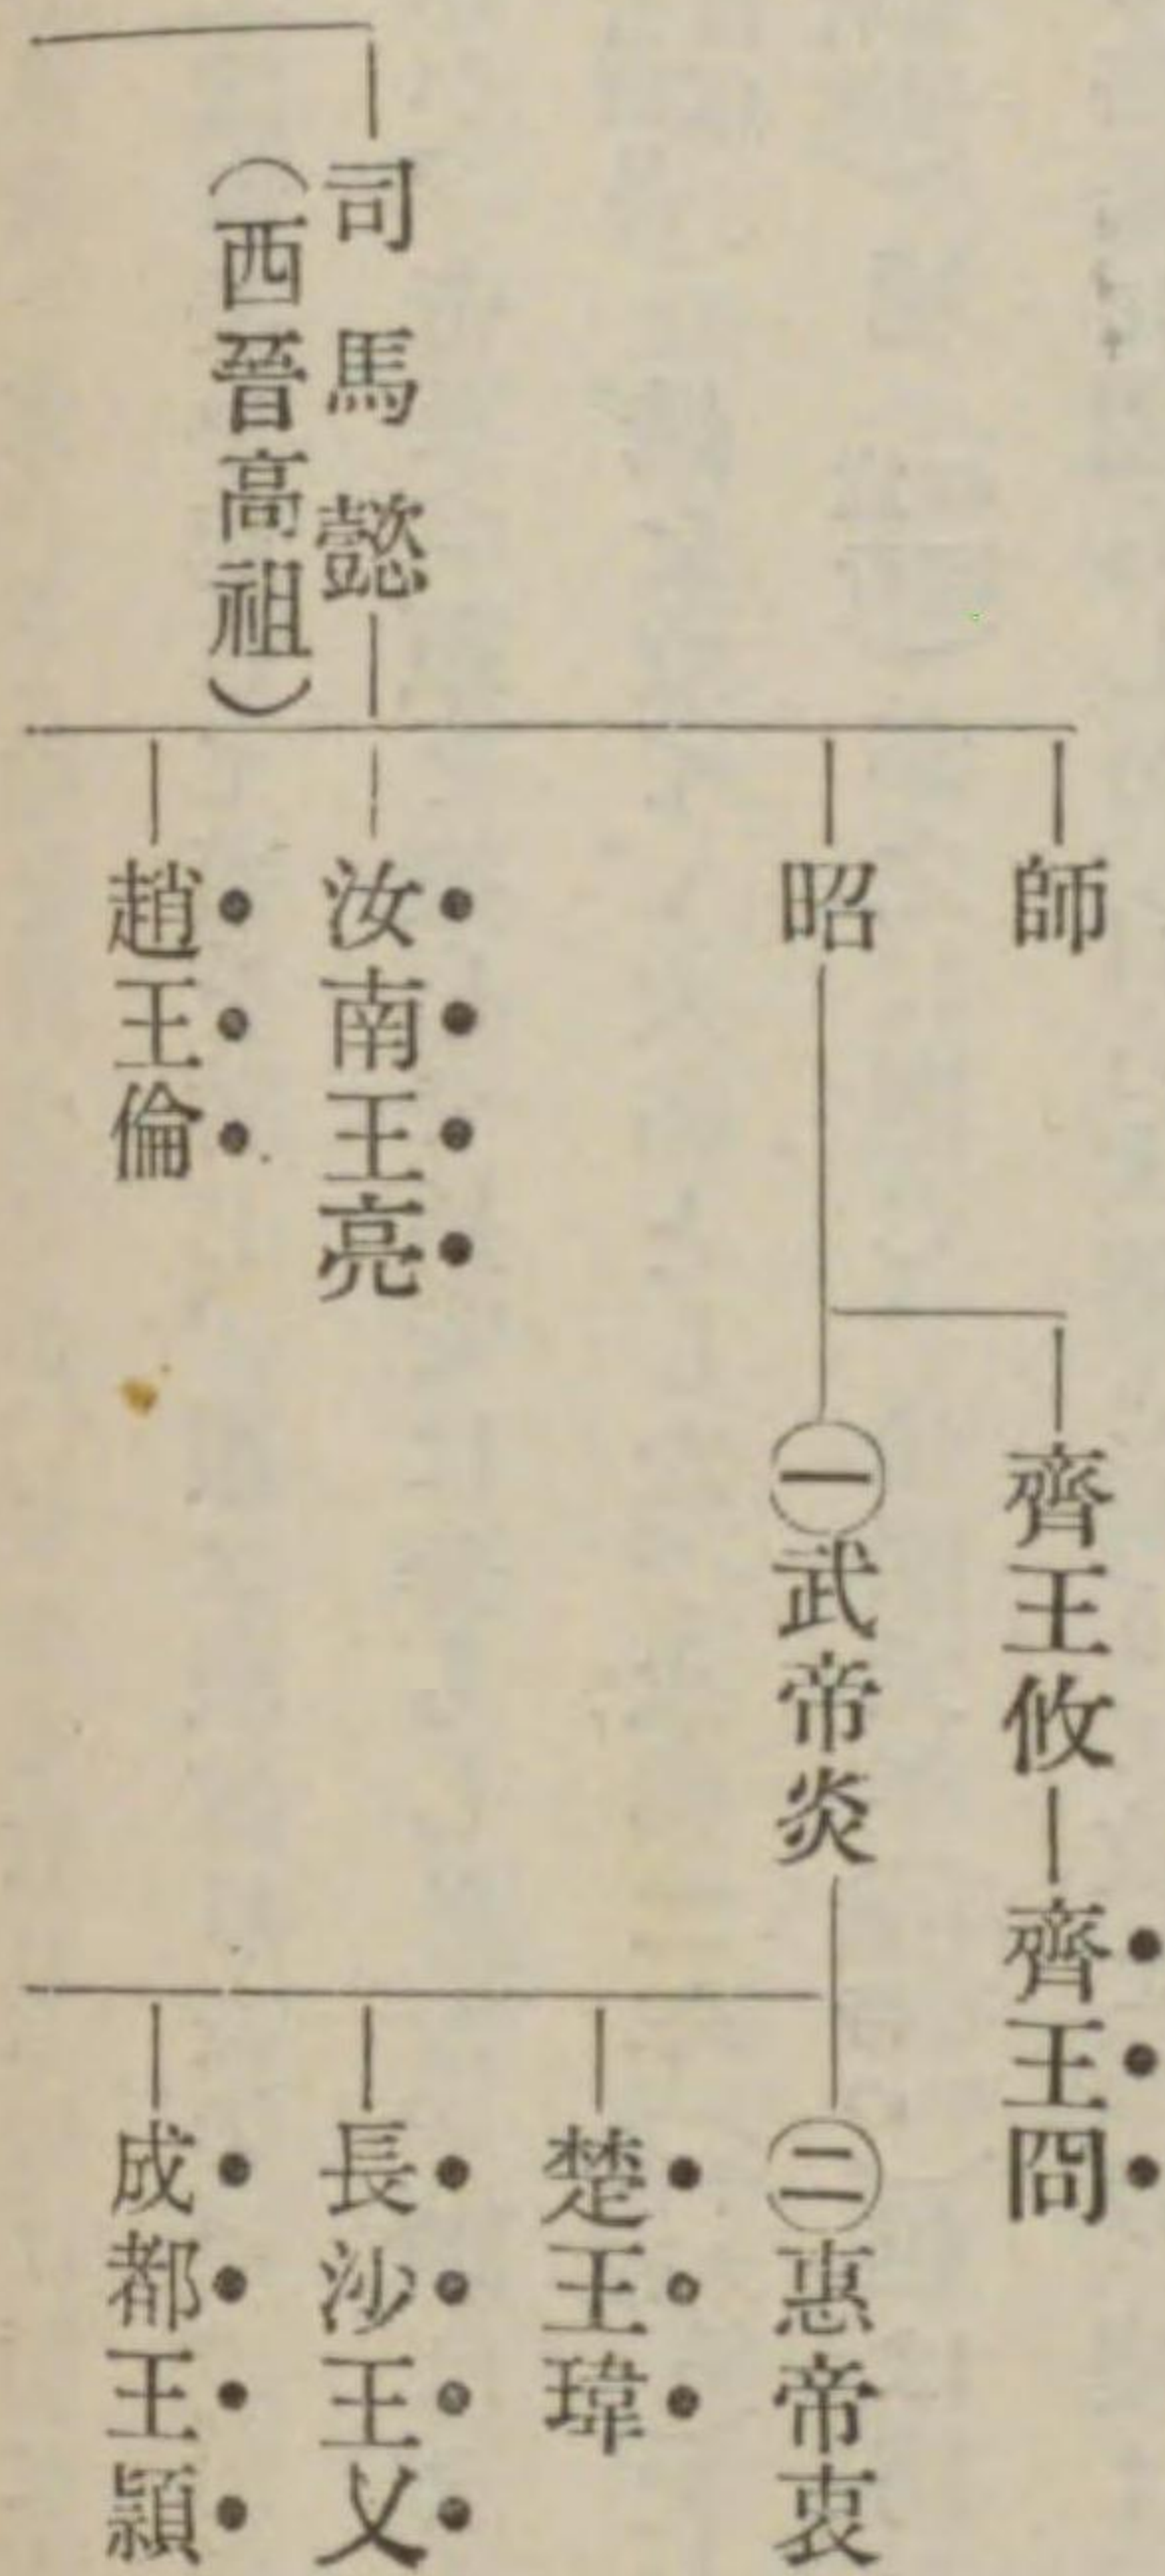 師
齊王攸
齊王冏
昭
㊀武帝炎
㊁惠帝衷
楚王瑋
司馬懿
(西晉高祖)
汝南王亮
長沙王乂
趙王倫
成都王穎